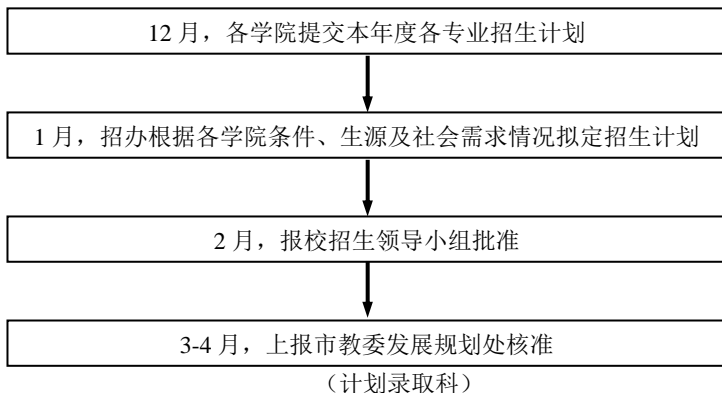 12 月，各学院提交本年度各专业招生计划
1 月，招办根据各学院条件、生源及社会需求情况拟定招生计划
2 月，报校招生领导小组批准
3-4 月，上报市教委发展规划处核准
（计划录取科）